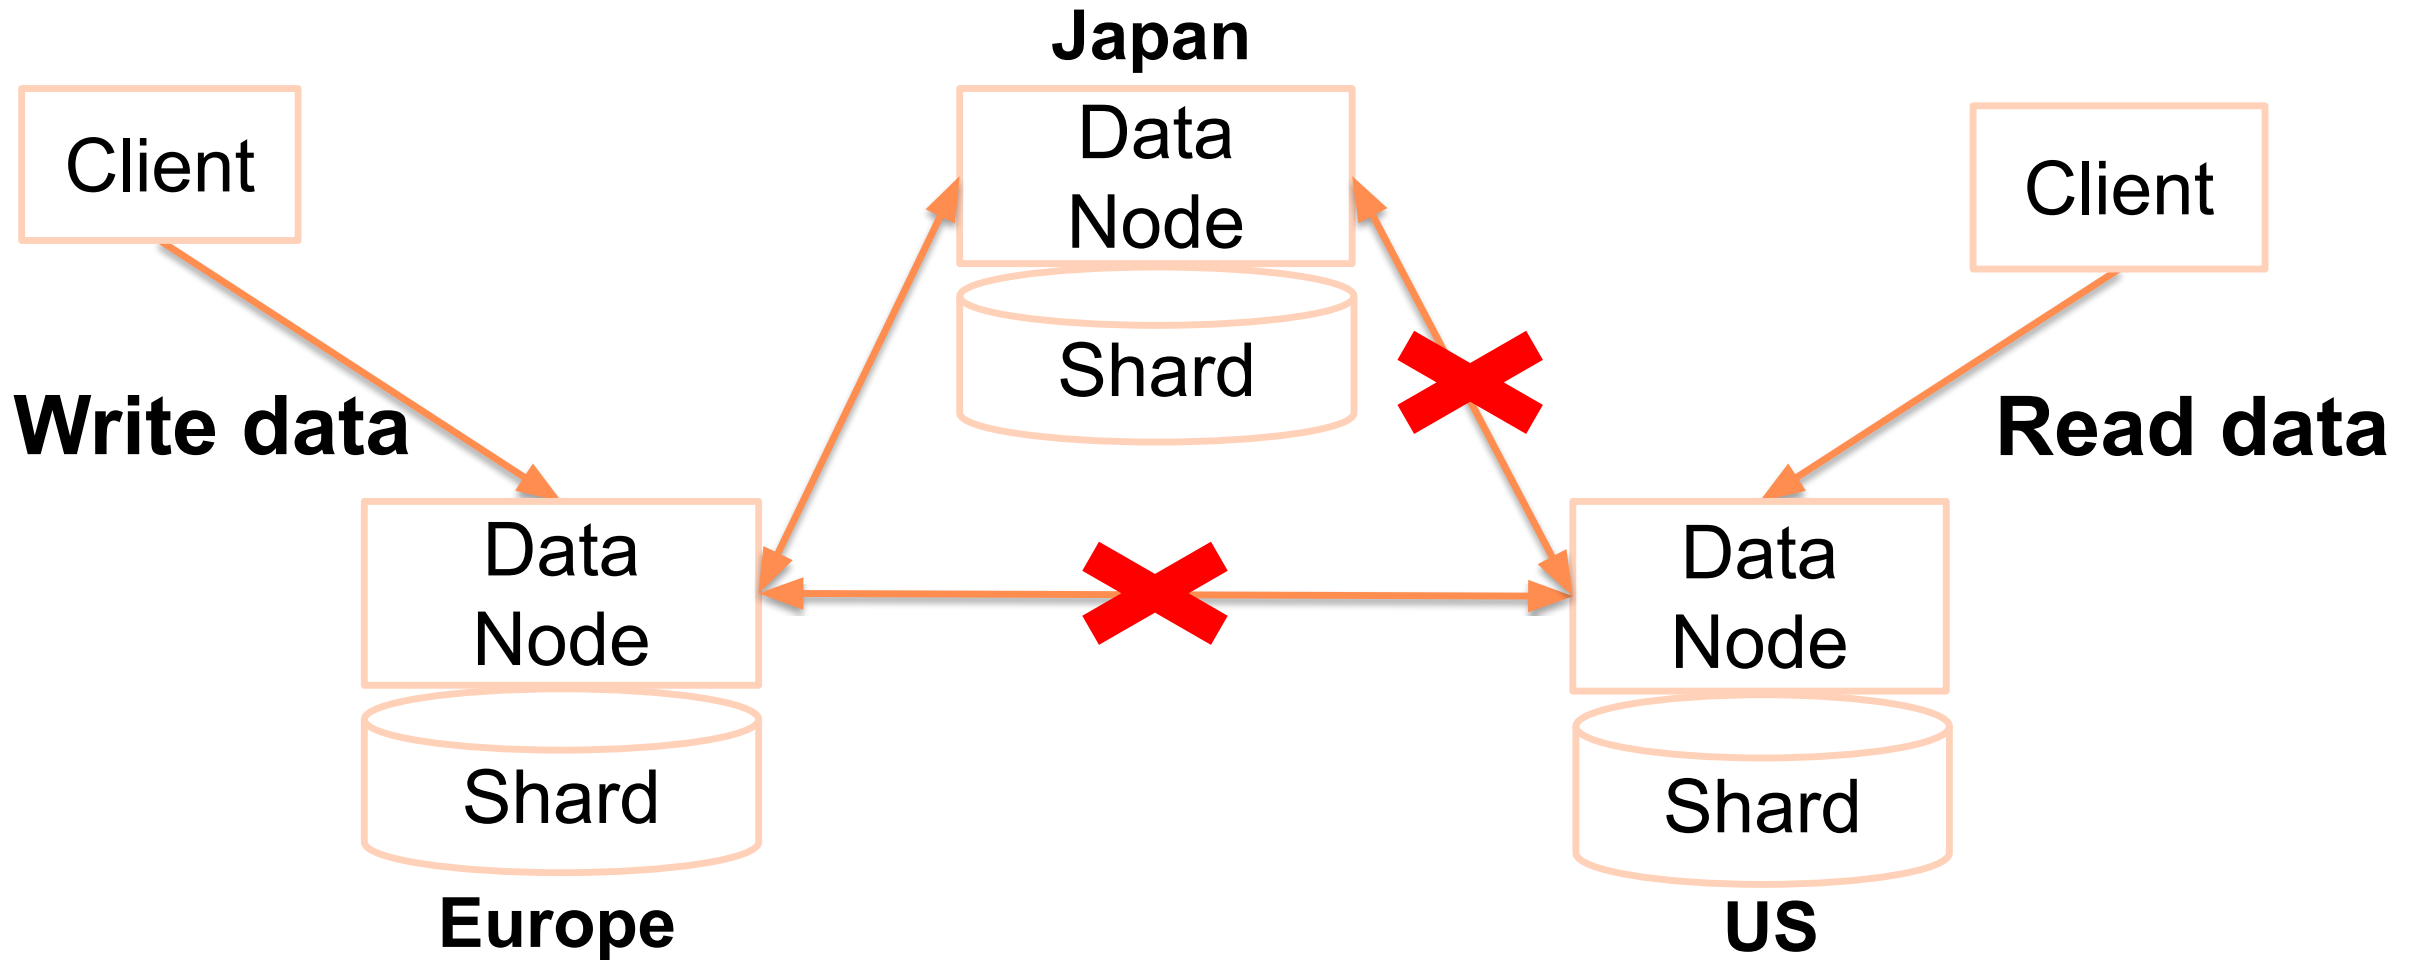 Japan
Client
Data
Node
Shard
Client
Write data
Read data
Data
Node
Shard
Europe
Data
Node
Shard
US